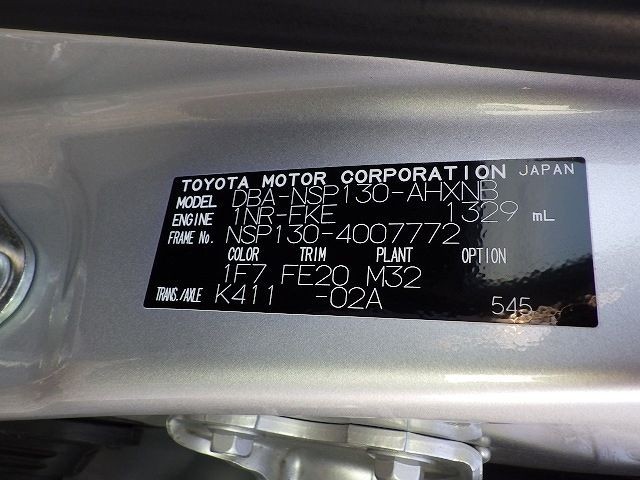 TOYOTA MOTOR CORPORATION JAPAN
MODEL DBA-NSP130-AHXNB
ENGINE 1NR-FKE 1329 mL
FRAME No. NSP130-4007772
COLOR TRIM PLANT OPTION
1F7 FE20 M32
TRANS./AXLE K411 -02A 545